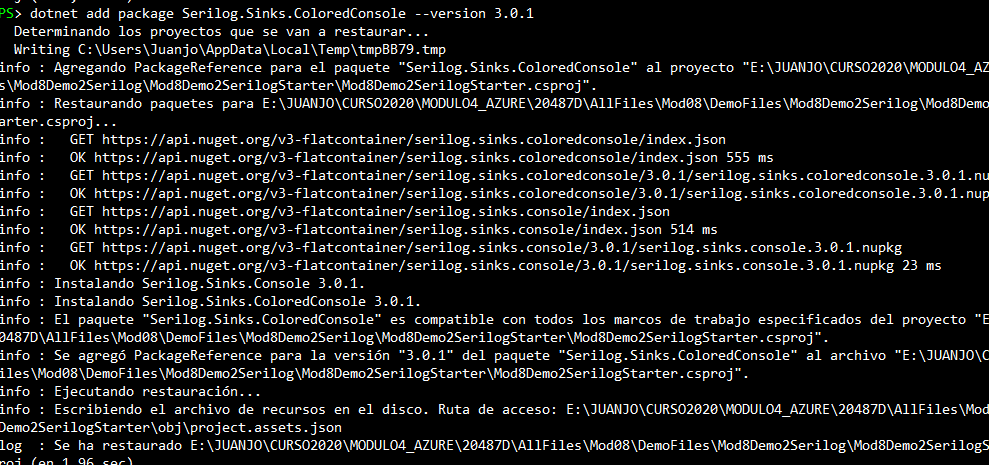 PS> dotnet add package Serilog.Sinks.ColoredConsole --version 3.0.1
Determinando los proyectos que se van a restaurar...
Writing C:\Users\Juanjo\AppData\Local\Temp\tmpBB79.tmp
info : Agregando PackageReference para el paquete "Serilog.Sinks.ColoredConsole" al proyecto "E:\JUANJO\CURSO2020\MODULO4_AZ
s\Mod8Demo2Serilog\Mod8Demo2SerilogStarter\Mod8Demo2SerilogStarter.csproj".
info : Restaurando paquetes para E:\JUANJO\CURSO2020\MODULO4_AZURE\20487D\AllFiles\Mod08\DemoFiles\Mod8Demo2Serilog\Mod8Demo
arter.csproj...
info :   GET https://api.nuget.org/v3-flatcontainer/serilog.sinks.coloredconsole/index.json
info :   OK https://api.nuget.org/v3-flatcontainer/serilog.sinks.coloredconsole/index.json 555 ms
info :   GET https://api.nuget.org/v3-flatcontainer/serilog.sinks.coloredconsole/3.0.1/serilog.sinks.coloredconsole.3.0.1.nu
info :   OK https://api.nuget.org/v3-flatcontainer/serilog.sinks.coloredconsole/3.0.1/serilog.sinks.coloredconsole.3.0.1.nup
info :   GET https://api.nuget.org/v3-flatcontainer/serilog.sinks.console/index.json
info :   OK https://api.nuget.org/v3-flatcontainer/serilog.sinks.console/index.json 514 ms
info :   GET https://api.nuget.org/v3-flatcontainer/serilog.sinks.console/3.0.1/serilog.sinks.console.3.0.1.nupkg
info :   OK https://api.nuget.org/v3-flatcontainer/serilog.sinks.console/3.0.1/serilog.sinks.console.3.0.1.nupkg 23 ms
info : Instalando Serilog.Sinks.Console 3.0.1.
info : Instalando Serilog.Sinks.ColoredConsole 3.0.1.
info : El paquete "Serilog.Sinks.ColoredConsole" es compatible con todos los marcos de trabajo especificados del proyecto "E
0487D\AllFiles\Mod08\DemoFiles\Mod8Demo2Serilog\Mod8Demo2SerilogStarter\Mod8Demo2SerilogStarter.csproj".
info : Se agregó PackageReference para la versión "3.0.1" del paquete "Serilog.Sinks.ColoredConsole" al archivo "E:\JUANJO\C
iles\Mod08\DemoFiles\Mod8Demo2Serilog\Mod8Demo2SerilogStarter\Mod8Demo2SerilogStarter.csproj".
info : Ejecutando restauración...
info : Escribiendo el archivo de recursos en el disco. Ruta de acceso: E:\JUANJO\CURSO2020\MODULO4_AZURE\20487D\AllFiles\Mod
Demo2SerilogStarter\obj\project.assets.json
log  : Se ha restaurado E:\JUANJO\CURSO2020\MODULO4_AZURE\20487D\AllFiles\Mod08\DemoFiles\Mod8Demo2Serilog\Mod8Demo2SerilogS
roj (en 1,96 sec)